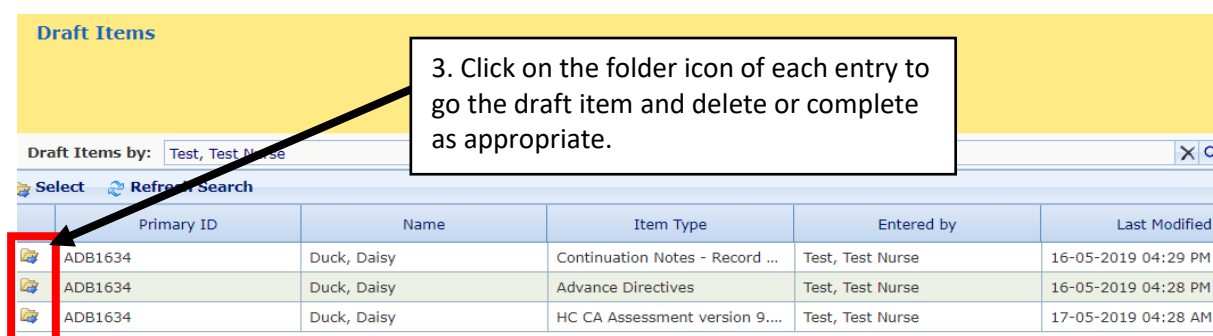 Draft Items
3. Click on the folder icon of each entry to
go the draft item and delete or complete
as appropriate.
Draft Items by: Test, Test Nurse
Select Refresh Search
Primary ID Name Item Type Entered by Last Modified
ADB1634 Duck, Daisy Continuation Notes - Record ... Test, Test Nurse 16-05-2019 04:29 PM
ADB1634 Duck, Daisy Advance Directives Test, Test Nurse 16-05-2019 04:28 PM
ADB1634 Duck, Daisy HC CA Assessment version 9.... Test, Test Nurse 17-05-2019 04:28 AM